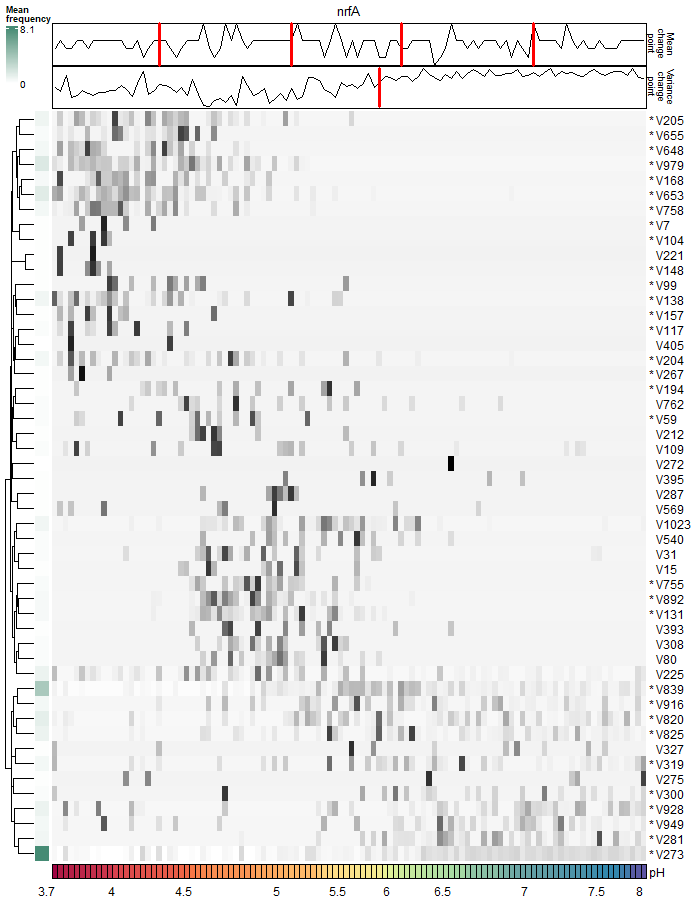 Mean
frequency
8.1
0
nrfA
Mean
change
point
Variance
change
point
* V205
* V655
* V648
* V979
* V168
* V653
* V758
* V7
* V104
V221
* V148
* V99
* V138
* V157
* V117
V405
* V204
* V267
* V194
V762
* V59
V212
V109
V272
V395
V287
V569
V1023
V540
V31
V15
* V755
* V892
* V131
V393
V308
V80
V225
* V839
* V916
* V820
* V825
V327
* V319
V275
* V300
* V928
* V949
V281
* V273
pH
3.7 4 4.5 5 5.5 6 6.5 7 7.5 8